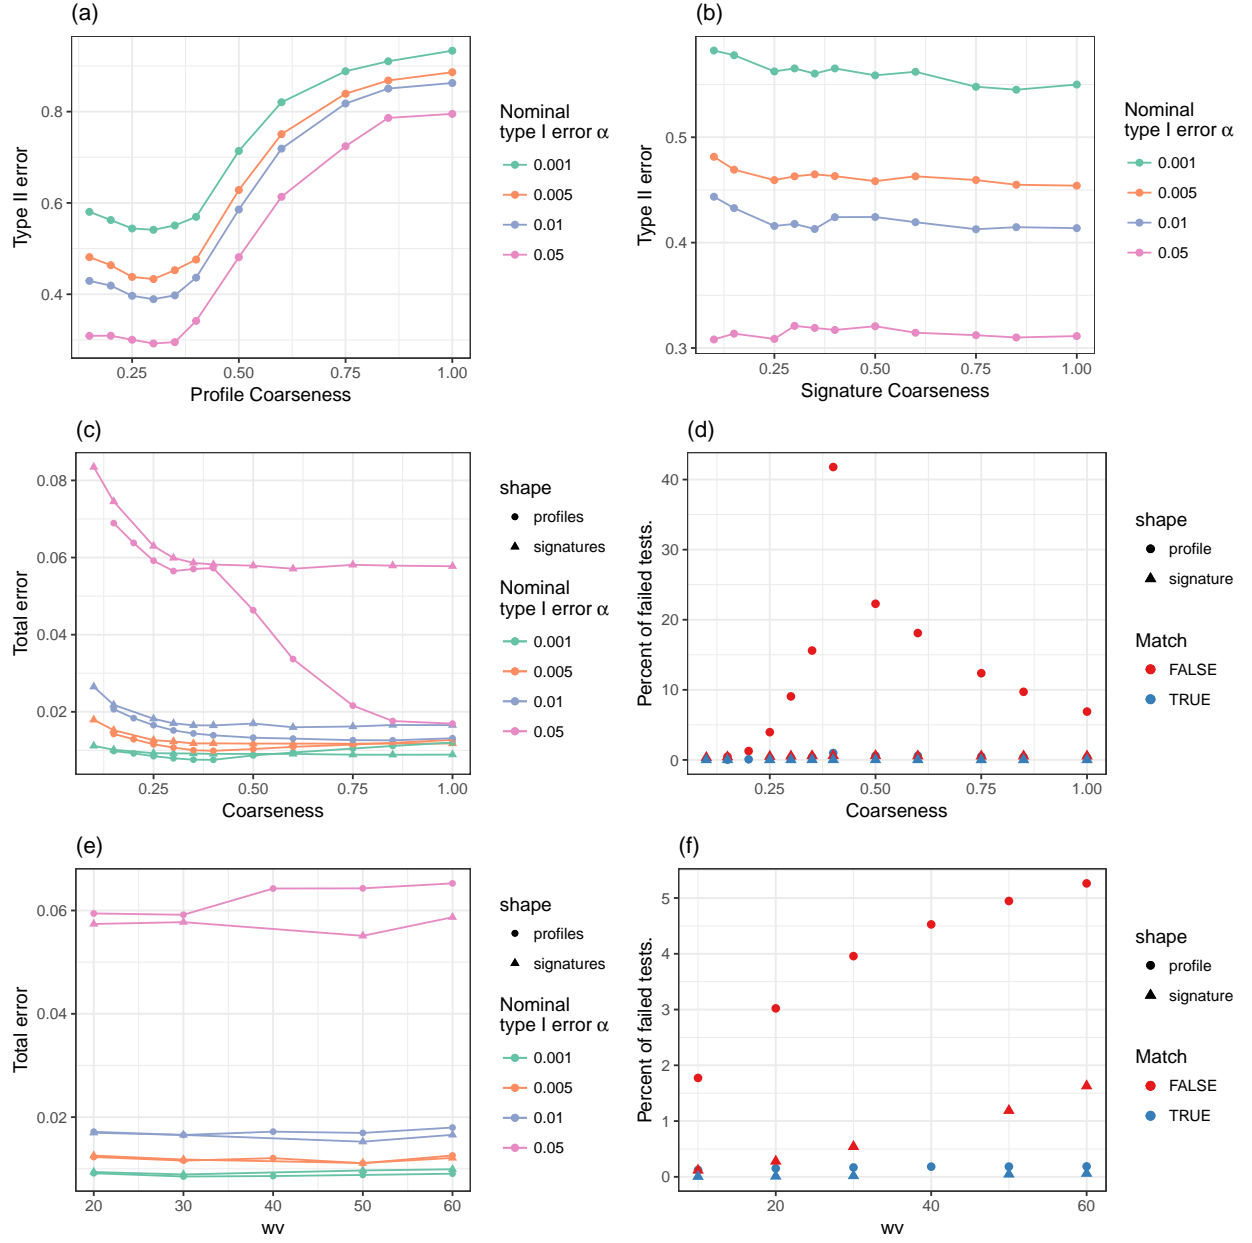 (a)
0.4
0.6
0.8
0.25
0.50
0.75
1.00
Profile Coarseness
Type II error
Nominal
type I error α
0.001
0.005
0.01
0.05
(b)
0.3
0.4
0.5
0.25
0.50
0.75
1.00
Signature Coarseness
Type II error
Nominal
type I error α
0.001
0.005
0.01
0.05
(c)
0.02
0.04
0.06
0.08
0.25
0.50
0.75
1.00
Coarseness
Total error
shape
profiles
signatures
Nominal
type I error α
0.001
0.005
0.01
0.05
(d)
0
10
20
30
40
0.25
0.50
0.75
1.00
Coarseness
Percent of failed tests.
shape
profile
signature
Match
FALSE
TRUE
(e)
0.02
0.04
0.06
20
30
40
50
60
wv
Total error
shape
profiles
signatures
Nominal
type I error α
0.001
0.005
0.01
0.05
(f)
0
1
2
3
4
5
20
40
60
wv
Percent of failed tests.
shape
profile
signature
Match
FALSE
TRUE